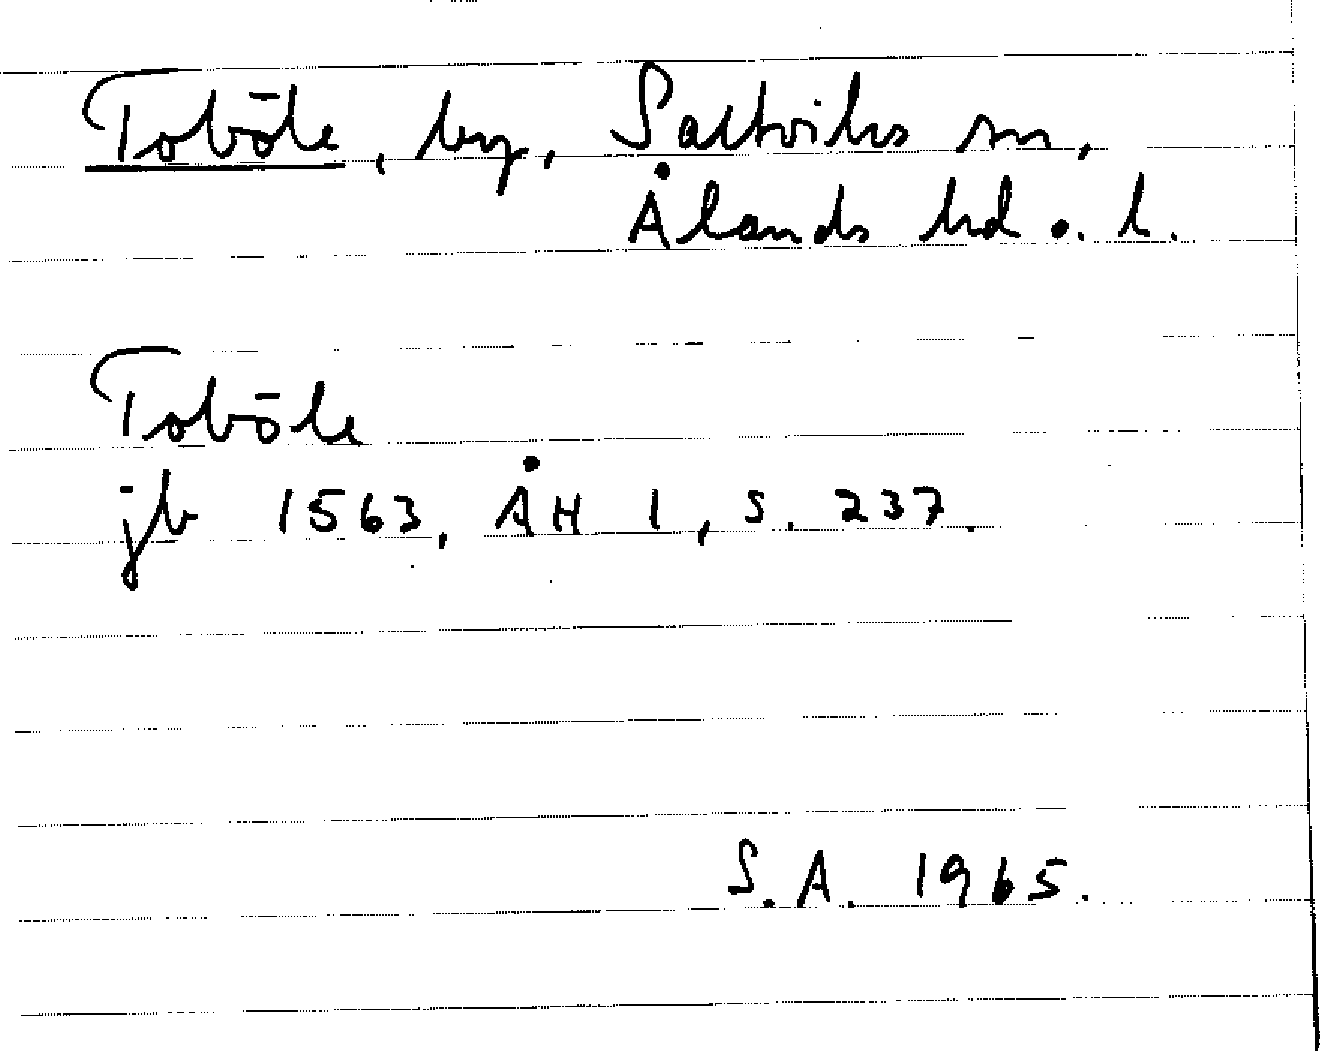 Toböle, by, Saltviks sn,
Ålands hd o. l.
Toböle
jb 1563, ÅH 1, s. 237.
S.A. 1965.